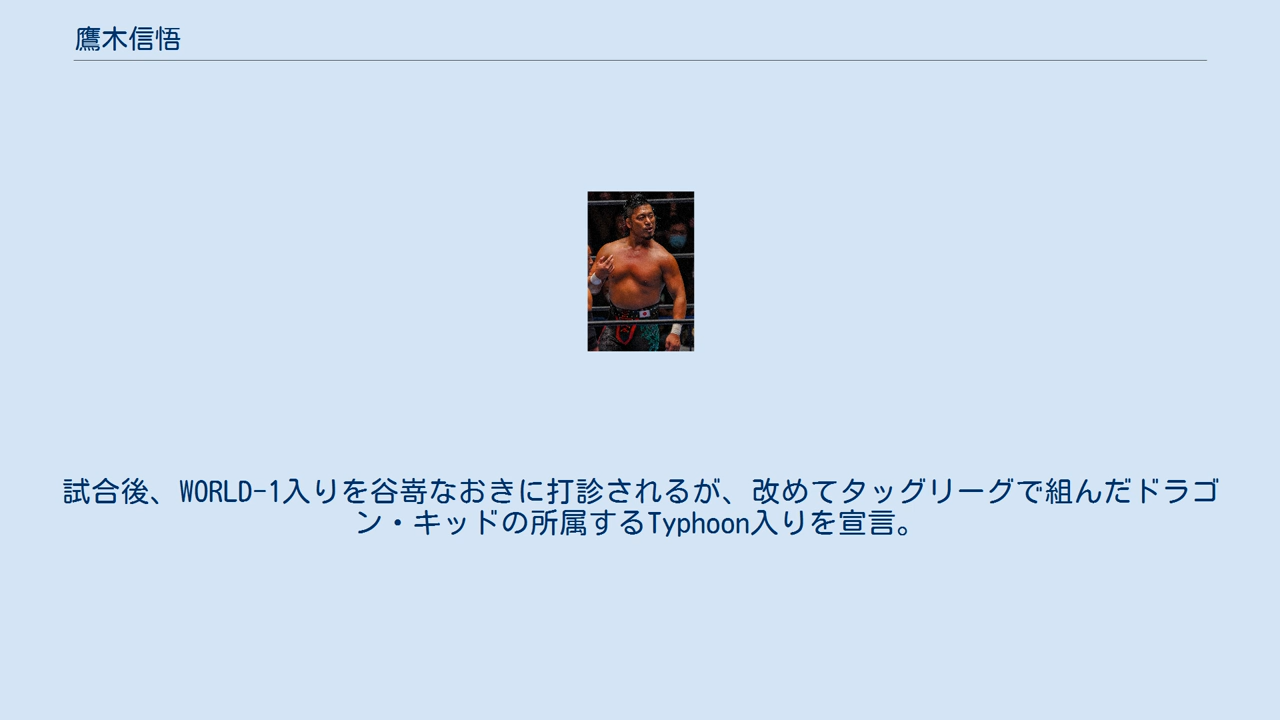 鷹木信悟
試合後、WORLD-1入りを谷嵜なおきに打診されるが、改めてタッグリーグで組んだドラゴ
ン・キッドの所属するTyphoon入りを宣言。